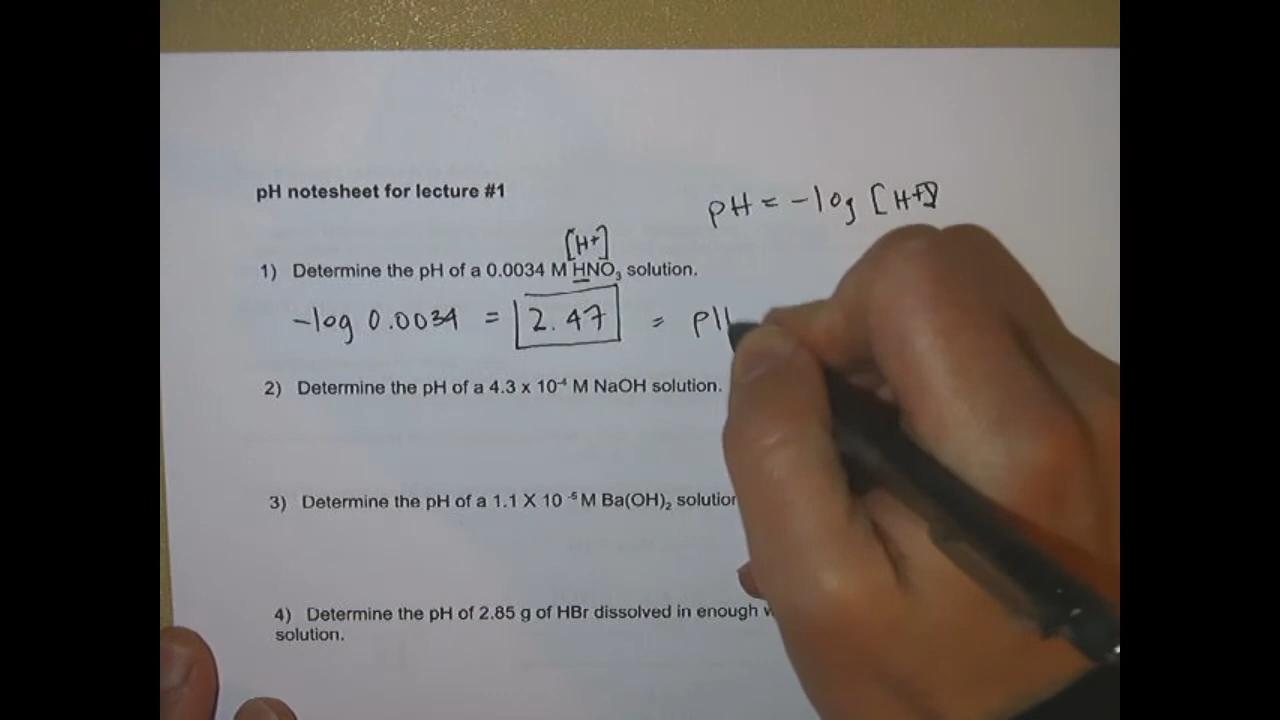 pH notesheet for lecture #1
pH = -log [H+]
[H+]
1) Determine the pH of a 0.0034 M HNO₃ solution.
-log 0.0034 = 2.47 = pH
2) Determine the pH of a 4.3 x 10⁻⁴ M NaOH solution.
3) Determine the pH of a 1.1 X 10 ⁻⁵ M Ba(OH)₂
4) Determine the pH of 2.85 g of HBr dissolved in enough
solution.